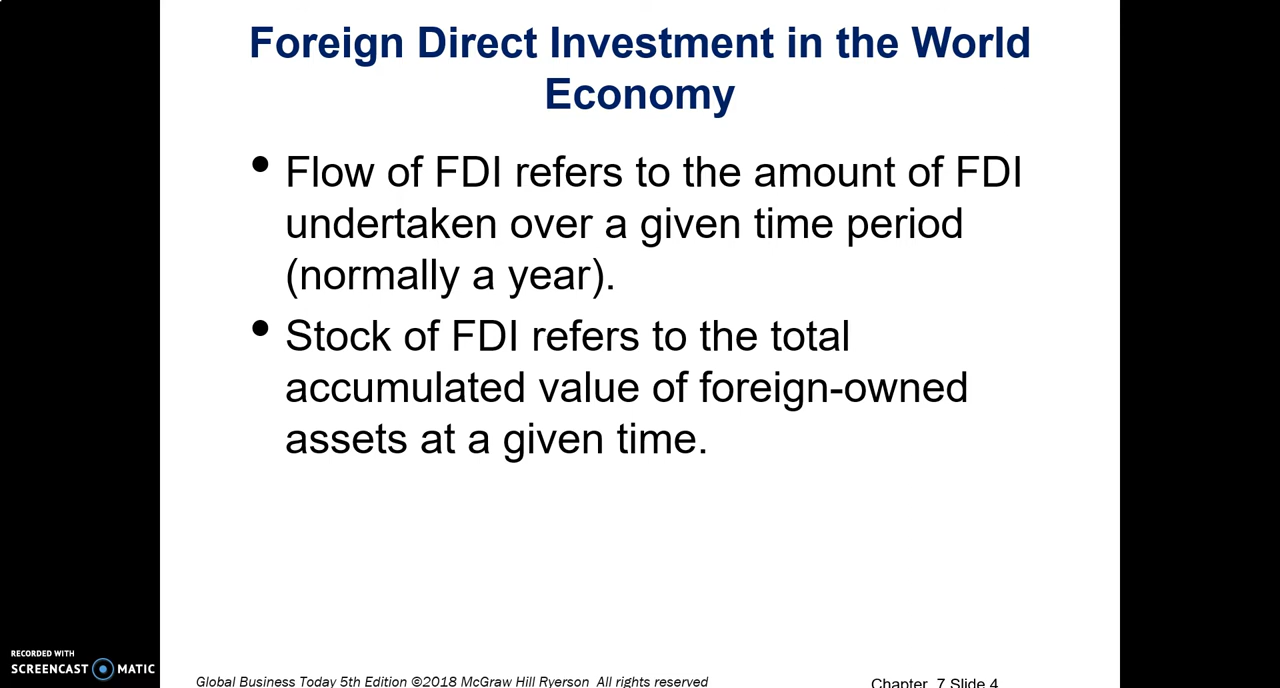 Foreign Direct Investment in the World
Economy
• Flow of FDI refers to the amount of FDI
undertaken over a given time period
(normally a year).
• Stock of FDI refers to the total
accumulated value of foreign-owned
assets at a given time.
RECORDED WITH
SCREENCAST MATIC
Global Business Today 5th Edition ©2018 McGraw Hill Ryerson All rights reserved
Chapter 7 Slide 4